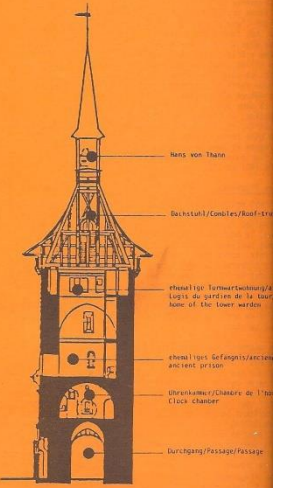 Hans von Thann
Dachstuhl/Combles/Roof-tru
ehemalige Turmwartwohnung/a
Logis du gardien de la tour
home of the tower warden
ehemaliges Gefängnis/ancien
ancient prison
Uhrenkammer/Chambre de l'ho
Clock chamber
Durchgang/Passage/Passage